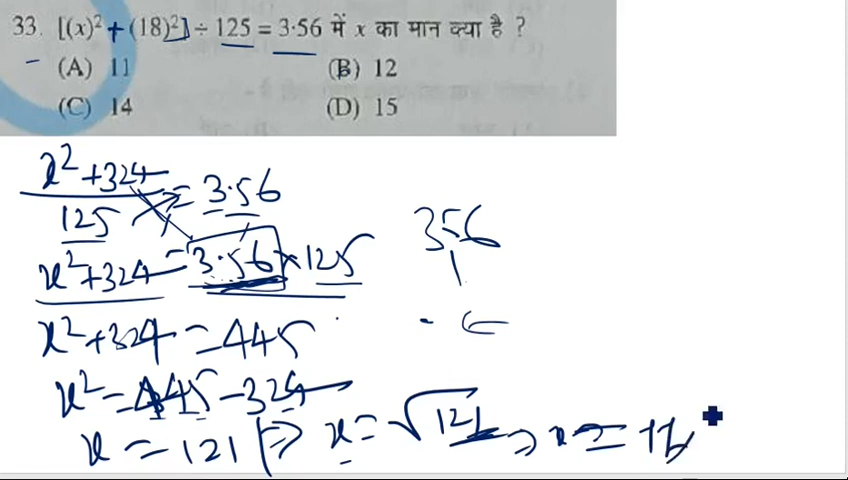 33. [(x)² + (18)²] ÷ 125 = 3·56 में x का मान क्या है ?
(A) 11 (B) 12
(C) 14 (D) 15
x²+324/125 = 3.56
x²+324 = 3.56×125
356
x²+324 = 445
x² = 445-324
x = 121 ⇒ x = √121 ⇒ x =